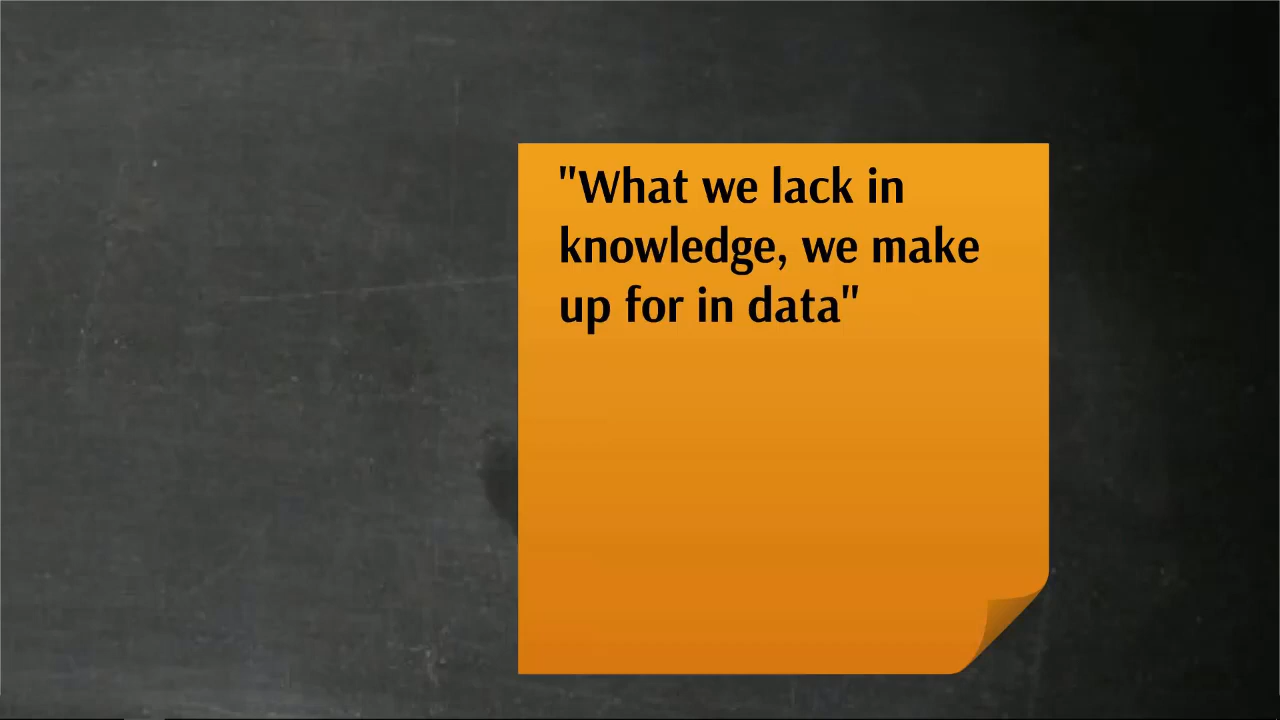 "What we lack in
knowledge, we make
up for in data"